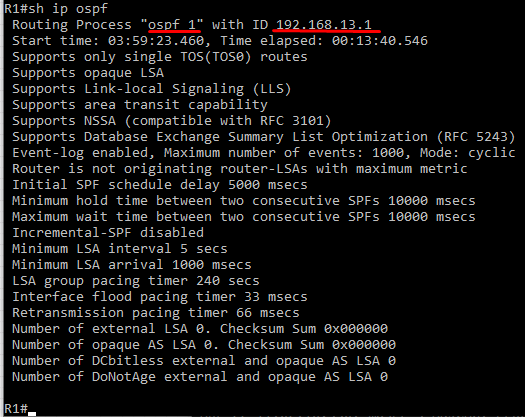 R1#sh ip ospf
Routing Process "ospf 1" with ID 192.168.13.1
Start time: 03:59:23.460, Time elapsed: 00:13:40.546
Supports only single TOS(TOS0) routes
Supports opaque LSA
Supports Link-local Signaling (LLS)
Supports area transit capability
Supports NSSA (compatible with RFC 3101)
Supports Database Exchange Summary List Optimization (RFC 5243)
Event-log enabled, Maximum number of events: 1000, Mode: cyclic
Router is not originating router-LSAs with maximum metric
Initial SPF schedule delay 5000 msecs
Minimum hold time between two consecutive SPFs 10000 msecs
Maximum wait time between two consecutive SPFs 10000 msecs
Incremental-SPF disabled
Minimum LSA interval 5 secs
Minimum LSA arrival 1000 msecs
LSA group pacing timer 240 secs
Interface flood pacing timer 33 msecs
Retransmission pacing timer 66 msecs
Number of external LSA 0. Checksum Sum 0x000000
Number of opaque AS LSA 0. Checksum Sum 0x000000
Number of DCbitless external and opaque AS LSA 0
Number of DoNotAge external and opaque AS LSA 0
R1#